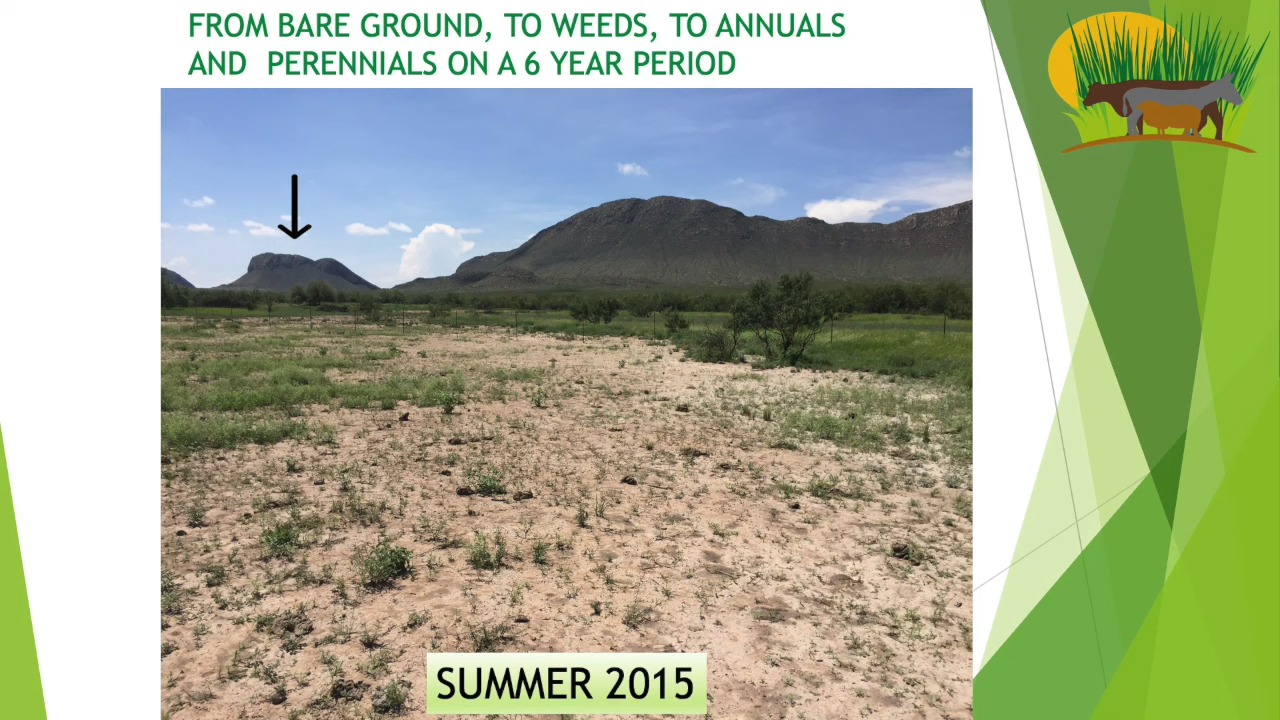 FROM BARE GROUND, TO WEEDS, TO ANNUALS
AND PERENNIALS ON A 6 YEAR PERIOD
SUMMER 2015